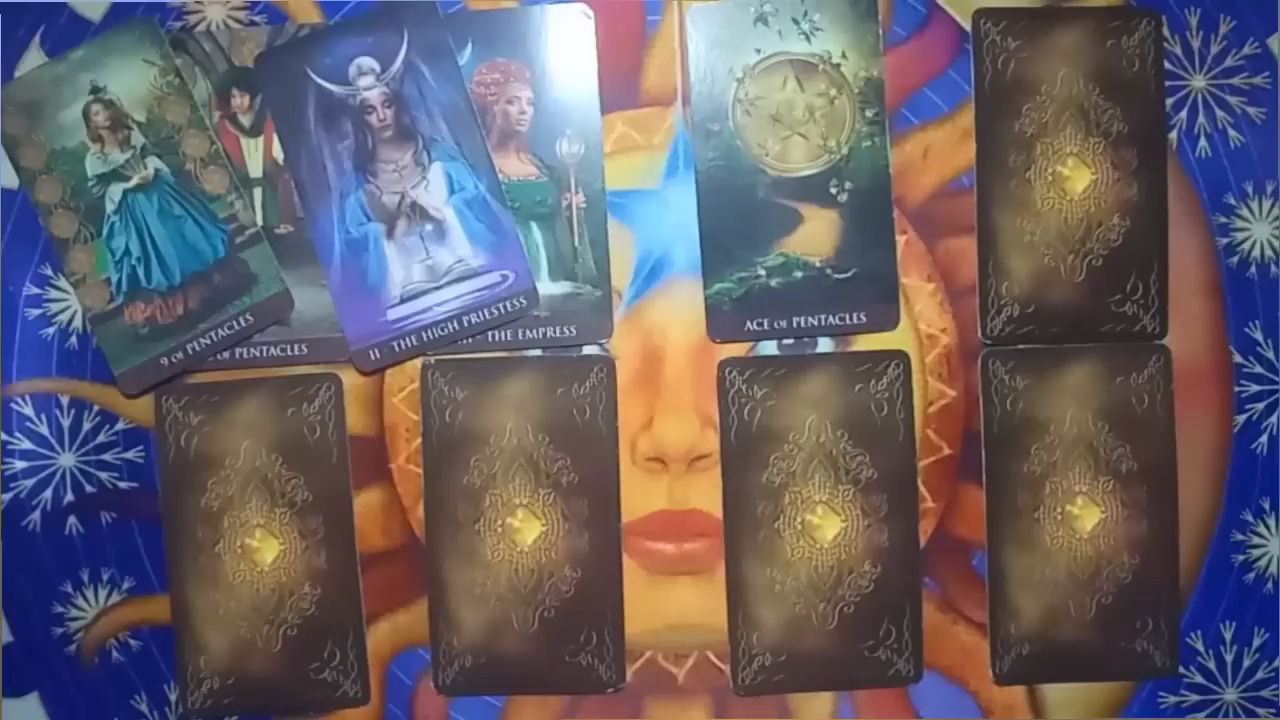 9 OF PENTACLES
OF PENTACLES
II - THE HIGH PRIESTESS
THE EMPRESS
ACE OF PENTACLES